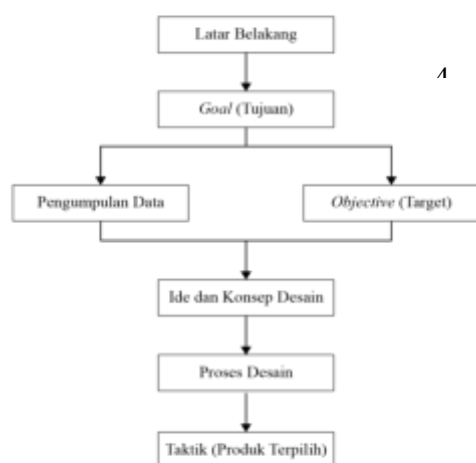 Latar Belakang
Goal (Tujuan)
Pengumpulan Data
Objective (Target)
Ide dan Konsep Desain
Proses Desain
Taktik (Produk Terpilih)